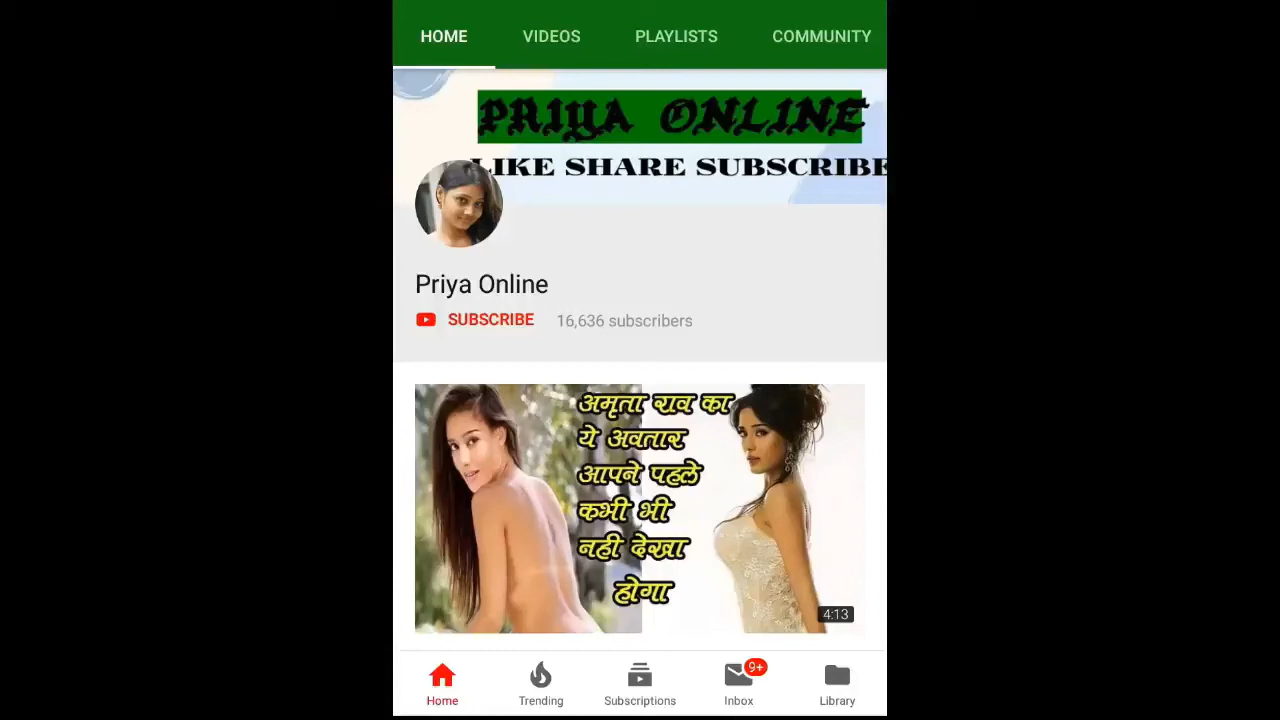 HOME VIDEOS PLAYLISTS COMMUNITY
PRIYA ONLINE
LIKE SHARE SUBSCRIBE
Priya Online
SUBSCRIBE 16,636 subscribers
अमृता राव का
ये अवतार
आपने पहले
कभी भी
नही देखा
होगा
4:13
9+
Home Trending Subscriptions Inbox Library